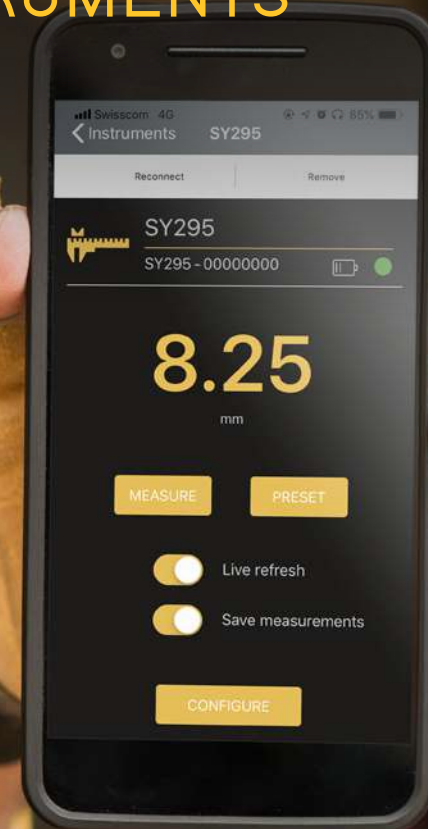 RUMENTS
Swisscom 4G 85%
Instruments SY295
Reconnect Remove
SY295
SY295-00000000
8.25
mm
MEASURE PRESET
Live refresh
Save measurements
CONFIGURE